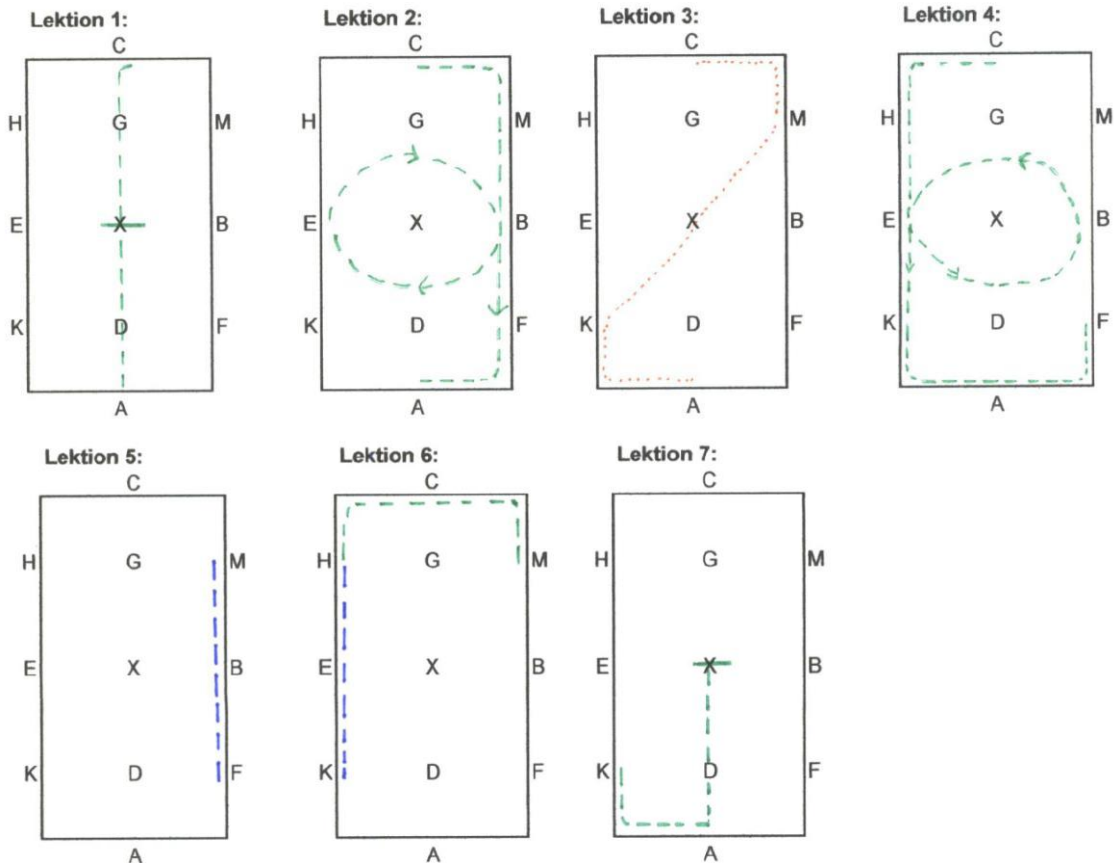 Lektion 1: Lektion 2: Lektion 3: Lektion 4:
C C C C
H G M H G M H G M H G M
E X B E X B E X B E X B
K D F K D F K D F K D F
A A A A
Lektion 5: Lektion 6: Lektion 7:
C C C
H G M H G M H G M
E X B E X B E X B
K D F K D F K D F
A A A